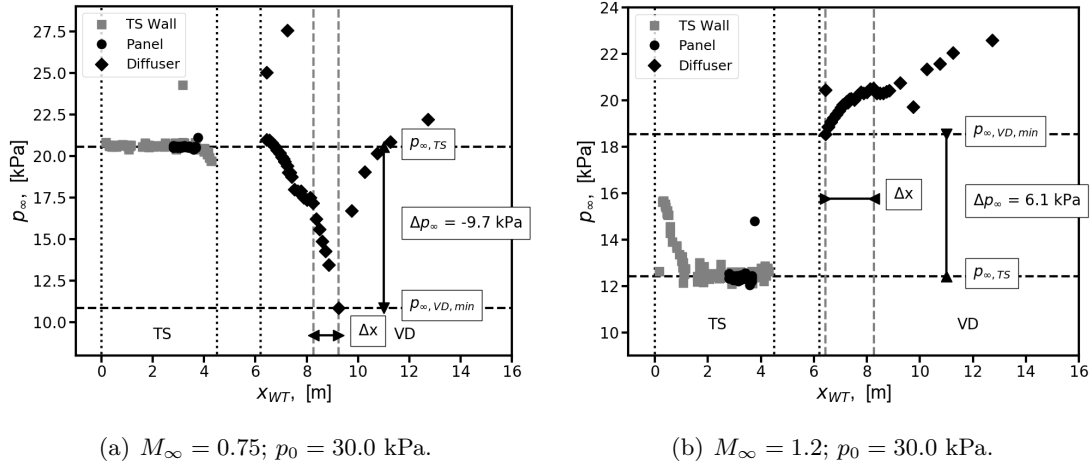 TS Wall
Panel
Diffuser
27.5
25.0
22.5
20.0
17.5
15.0
12.5
10.0
p∞, [kPa]
p∞,TS
Δp∞ = -9.7 kPa
p∞,VD,min
TS
Δx
VD
0 2 4 6 8 10 12 14 16
xWT, [m]
(a) M∞ = 0.75; p0 = 30.0 kPa.
TS Wall
Panel
Diffuser
24
22
20
18
16
14
12
10
p∞, [kPa]
p∞,VD,min
Δx
Δp∞ = 6.1 kPa
p∞,TS
TS
VD
0 2 4 6 8 10 12 14 16
xWT, [m]
(b) M∞ = 1.2; p0 = 30.0 kPa.